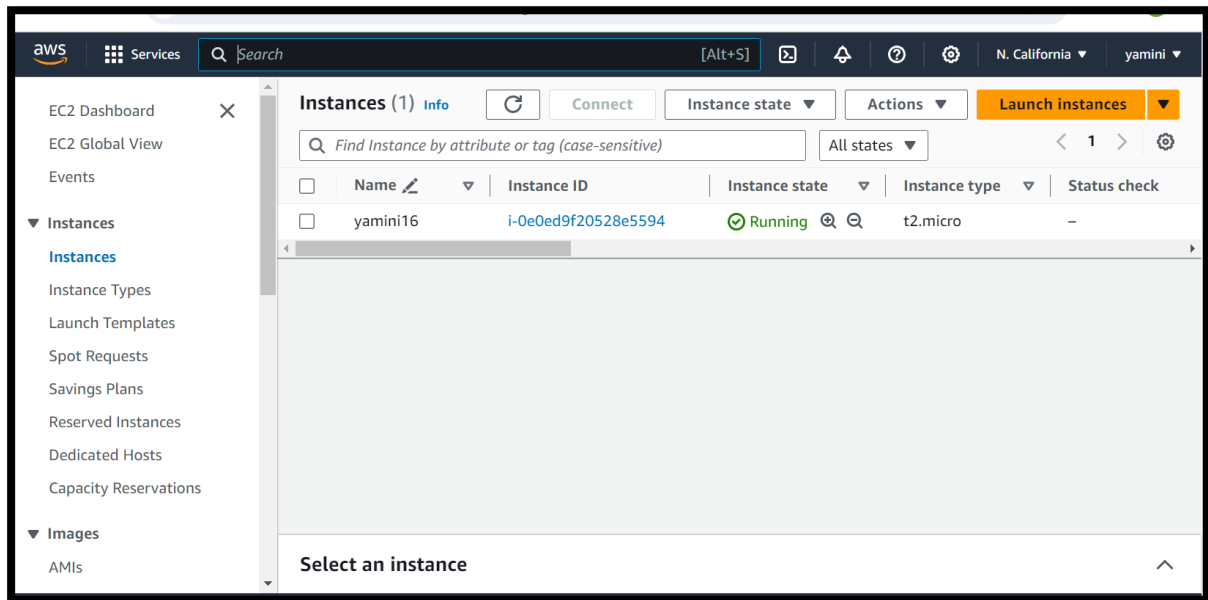 aws Services Search [Alt+S] N. California yamini
EC2 Dashboard
EC2 Global View
Events
Instances
Instances
Instance Types
Launch Templates
Spot Requests
Savings Plans
Reserved Instances
Dedicated Hosts
Capacity Reservations
Images
AMIs
Instances (1) Info Connect Instance state Actions Launch instances
Find Instance by attribute or tag (case-sensitive) All states 1
Name Instance ID Instance state Instance type Status check
yamini16 i-0e0ed9f20528e5594 Running t2.micro –
Select an instance